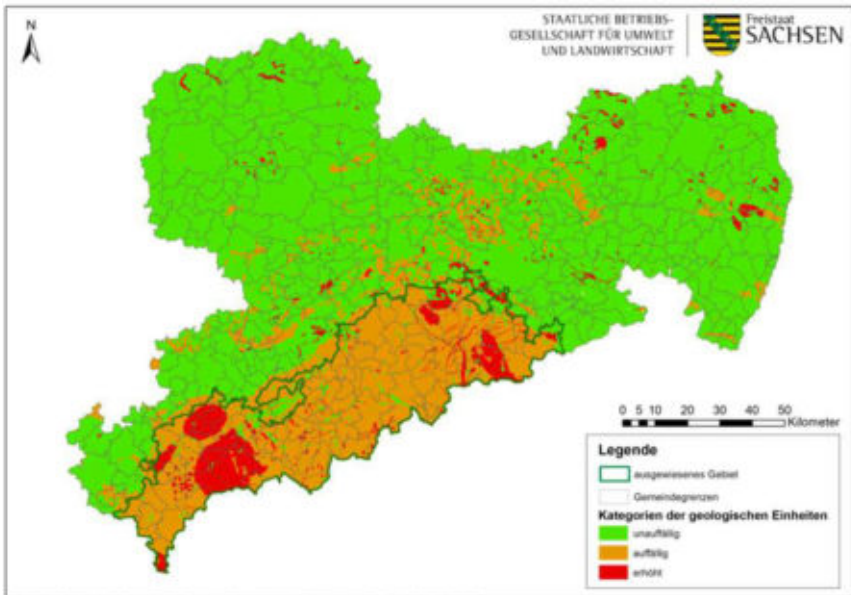 N
STAATLICHE BETRIEBS-
GESELLSCHAFT FÜR UMWELT
UND LANDWIRTSCHAFT
Freistaat
SACHSEN
0 5 10 20 30 40 50
Kilometer
Legende
ausgewiesenes Gebiet
Gemeindegrenzen
Kategorien der geologischen Einheiten
unauffällig
auffällig
erhöht